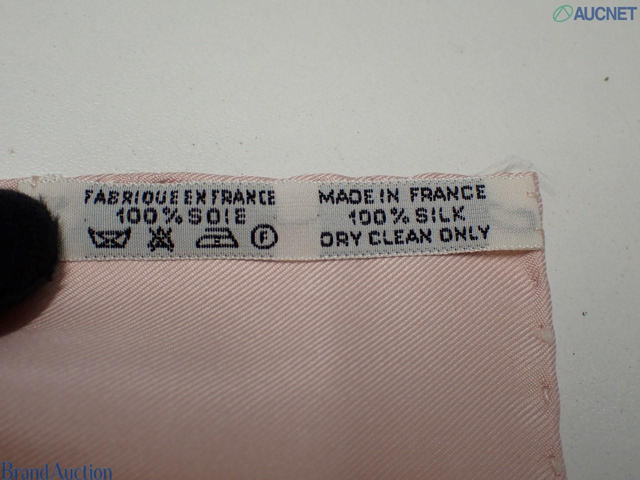 AUCNET
FABRIQUE EN FRANCE
100% SOIE
F
MADE IN FRANCE
100% SILK
DRY CLEAN ONLY
Brand Auction